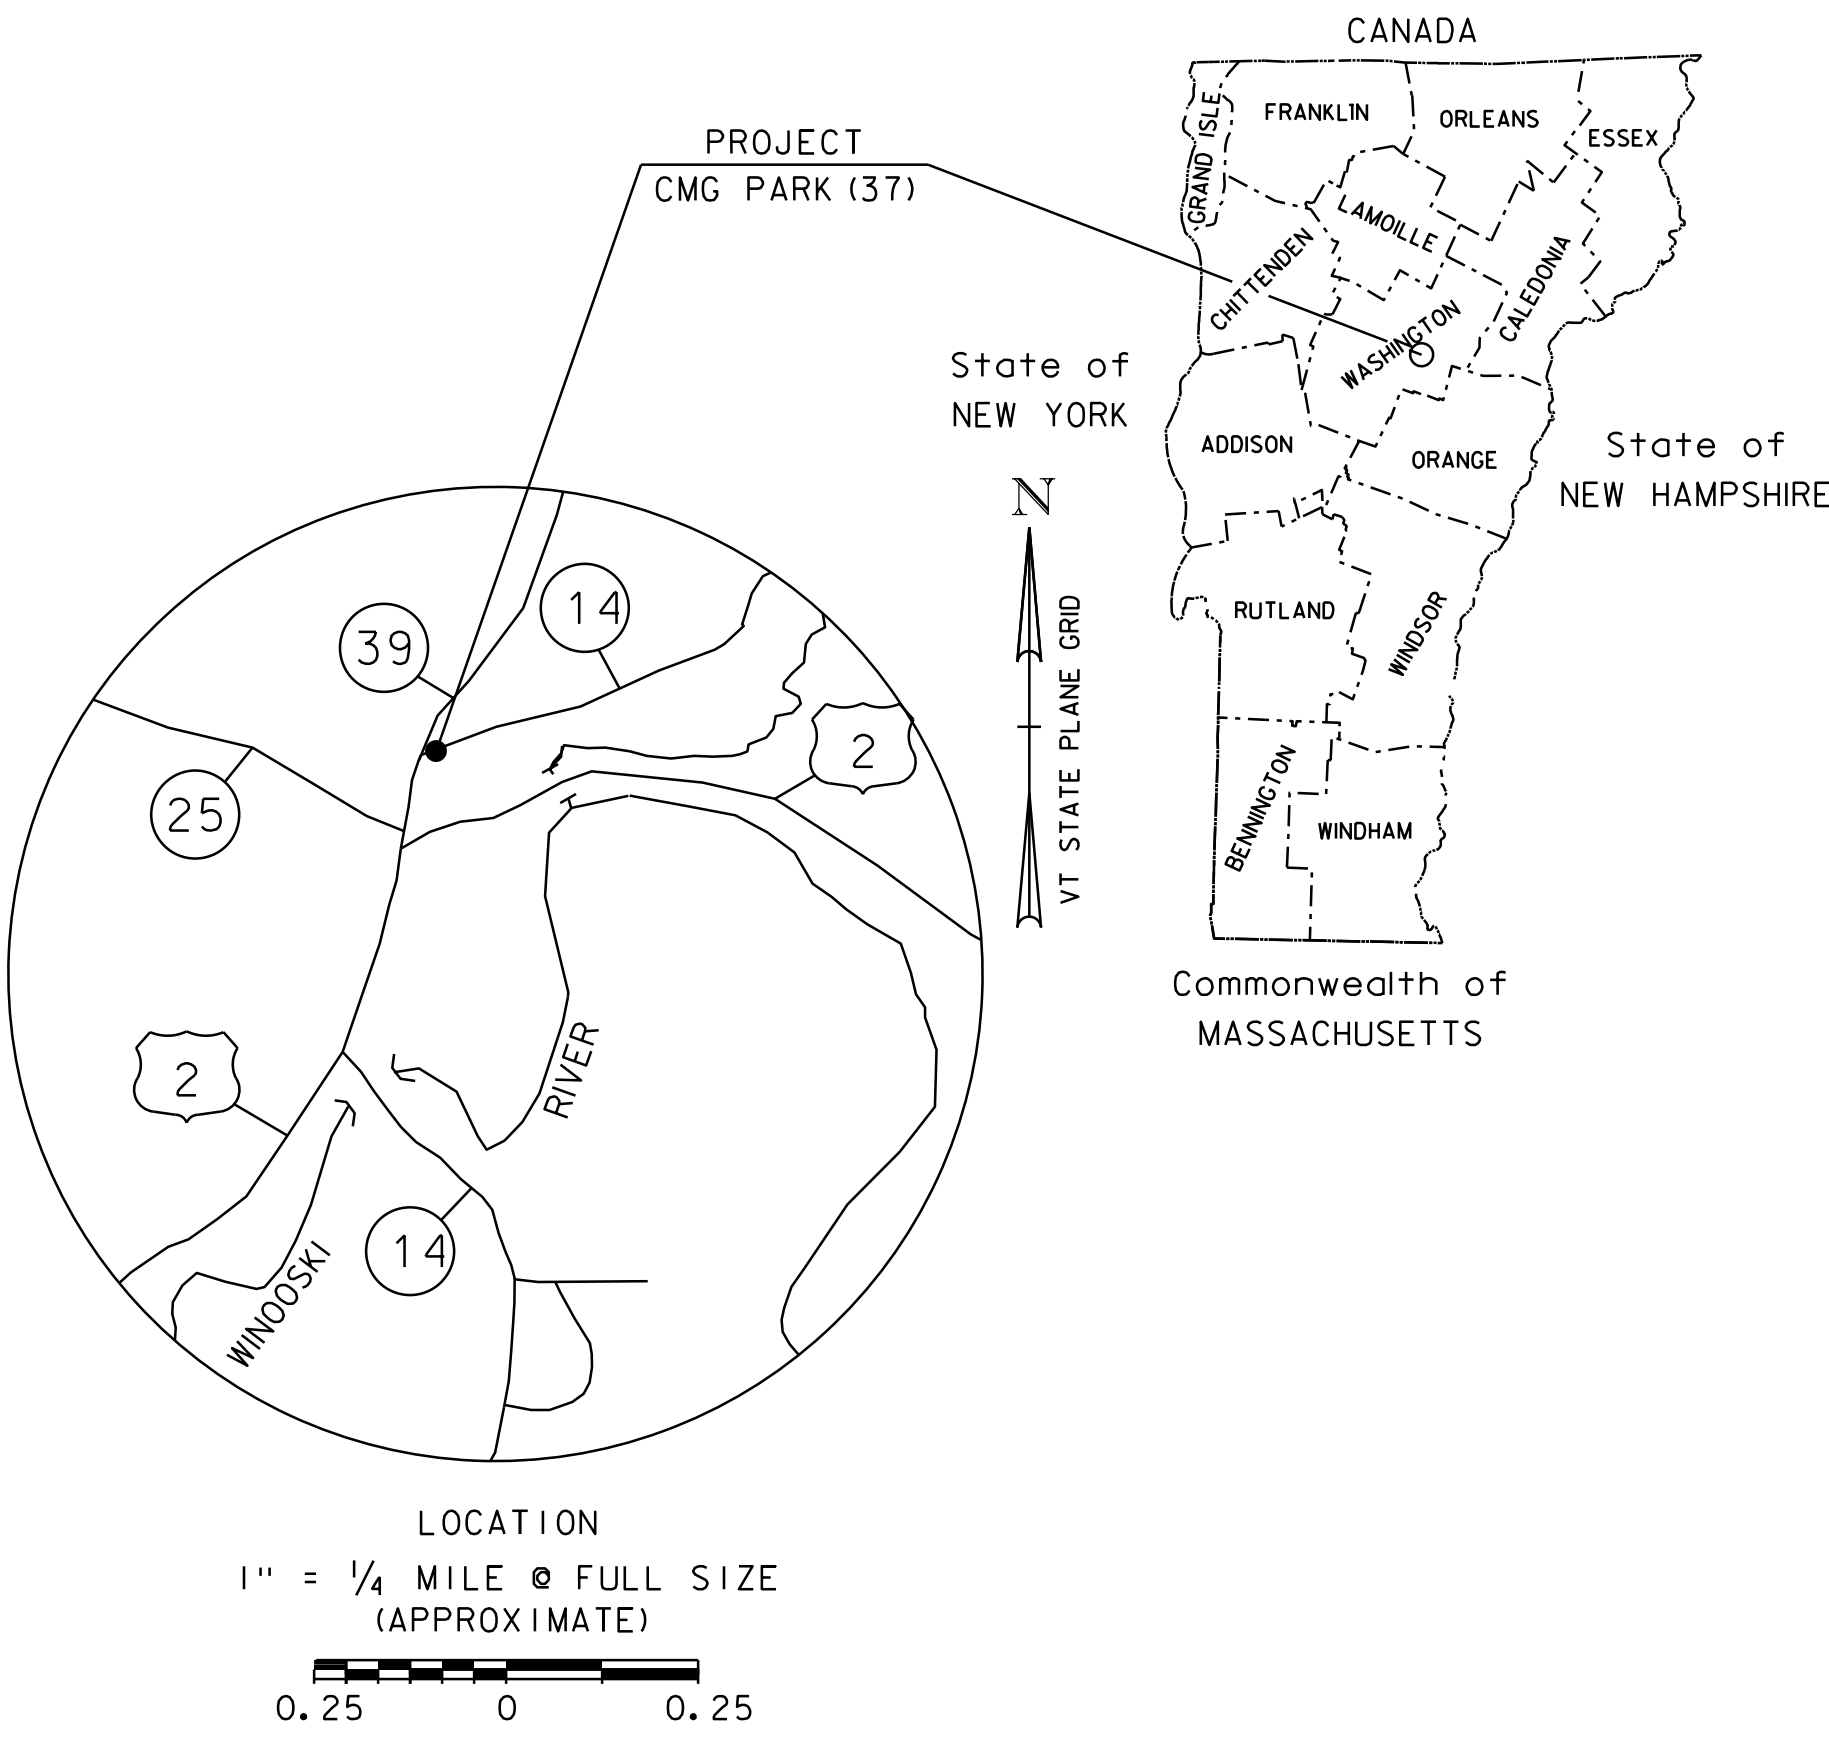 CANADA
PROJECT
CMG PARK (37)
GRAND ISLE
FRANKLIN
ORLEANS
ESSEX
LAMOILLE
CHITTENDEN
CALEDONIA
WASHINGTON
State of
NEW YORK
ADDISON
ORANGE
State of
NEW HAMPSHIRE
N
VT STATE PLANE GRID
RUTLAND
WINDSOR
BENNINGTON
WINDHAM
Commonwealth of
MASSACHUSETTS
14
39
2
25
RIVER
2
14
WINOOSKI
LOCATION
1" = 1/4 MILE @ FULL SIZE
(APPROXIMATE)
0.25 0 0.25